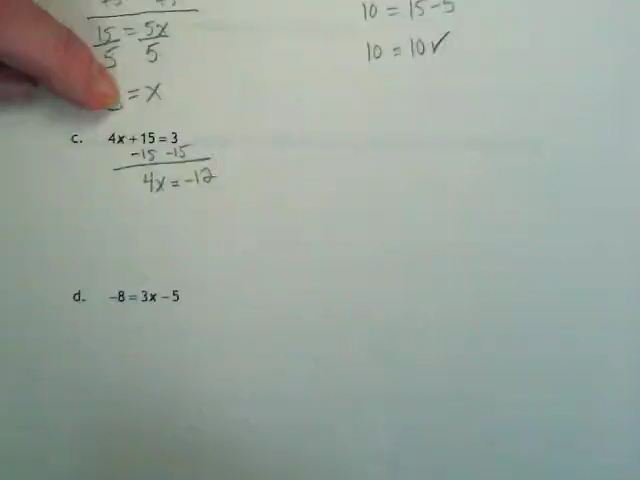 10 = 15 - 5
15 = 5x
5 5
10 = 10 ✓
= x
c. 4x + 15 = 3
-15 -15
4x = -12
d. -8 = 3x - 5